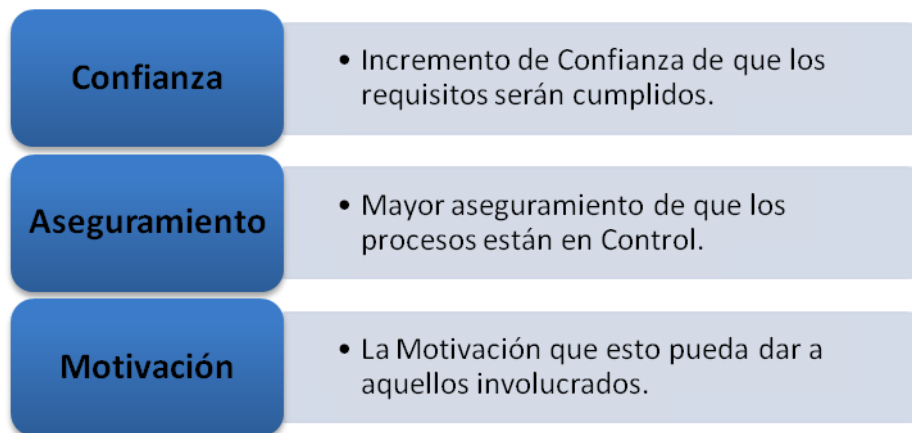 Confianza
• Incremento de Confianza de que los
requisitos serán cumplidos.
Aseguramiento
• Mayor aseguramiento de que los
procesos están en Control.
Motivación
• La Motivación que esto pueda dar a
aquellos involucrados.